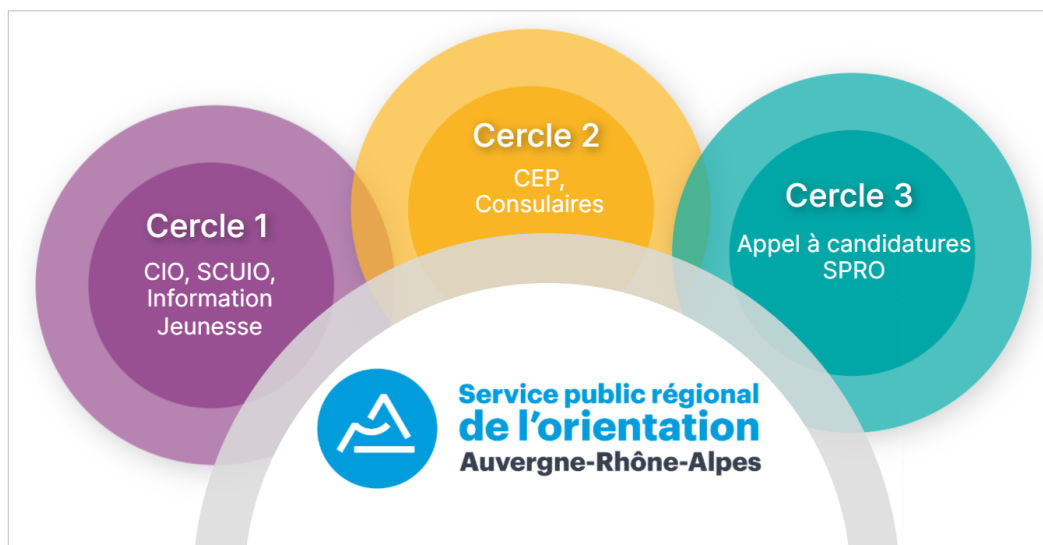 Cercle 1
CIO, SCUIO,
Information
Jeunesse
Cercle 2
CEP,
Consulaires
Cercle 3
Appel à candidatures
SPRO
Service public régional
de l'orientation
Auvergne-Rhône-Alpes